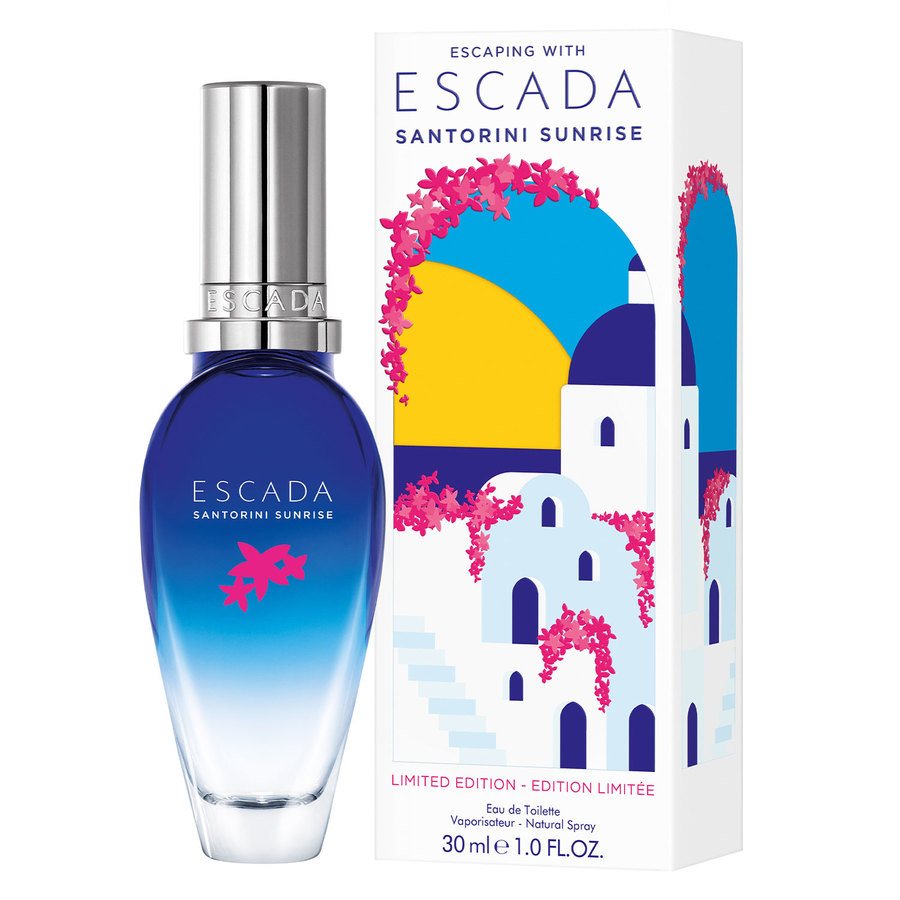 ESCAPING WITH
ESCADA
SANTORINI SUNRISE
ESCADA
ESCADA
SANTORINI SUNRISE
LIMITED EDITION - EDITION LIMITÉE
Eau de Toilette
Vaporisateur - Natural Spray
30 ml e 1.0 FL.OZ.